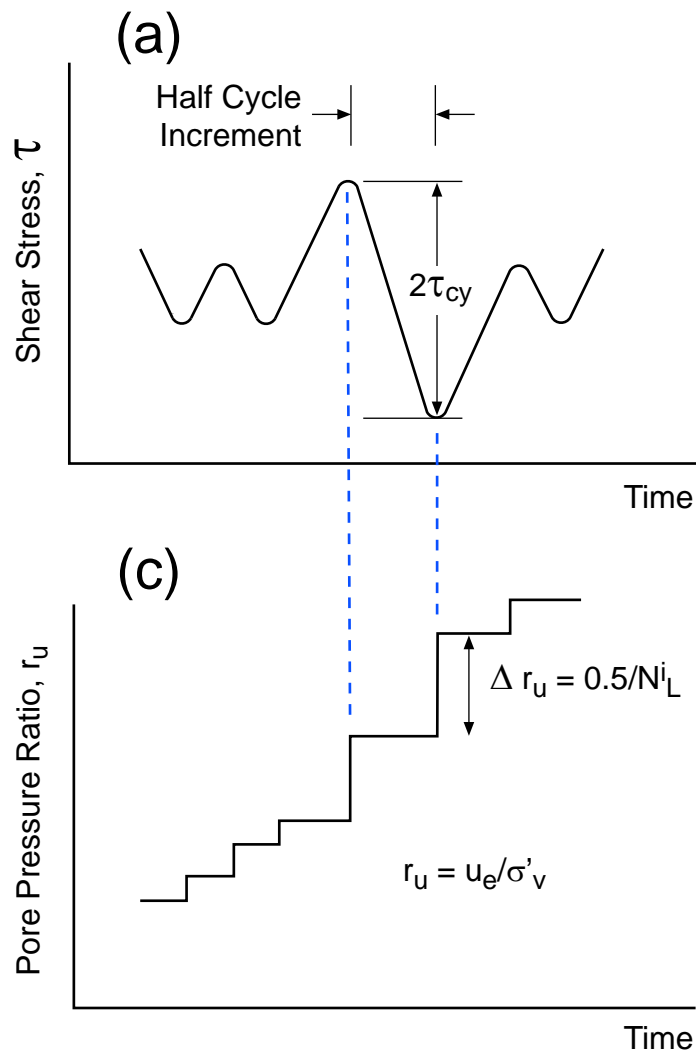 (a)
Half Cycle
Increment
Shear Stress, τ
2τcy
Time
(c)
Pore Pressure Ratio, ru
Δ ru = 0.5/NiL
ru = ue/σ'v
Time